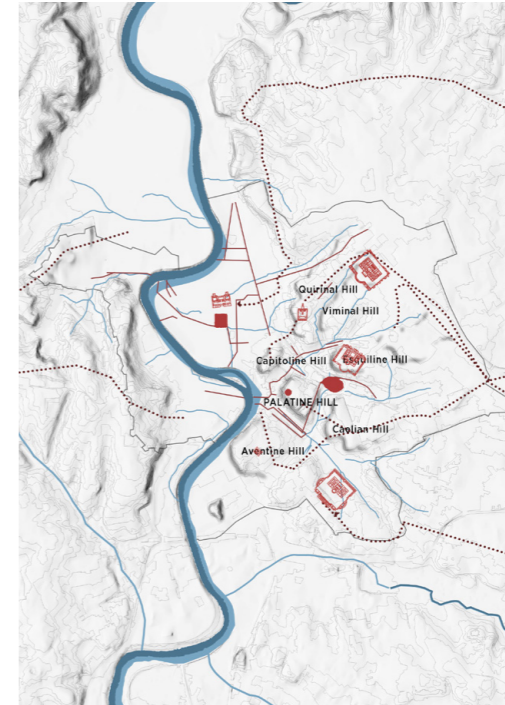 Quirinal Hill
Viminal Hill
Capitoline Hill
Esquiline Hill
PALATINE HILL
Caelian Hill
Aventine Hill